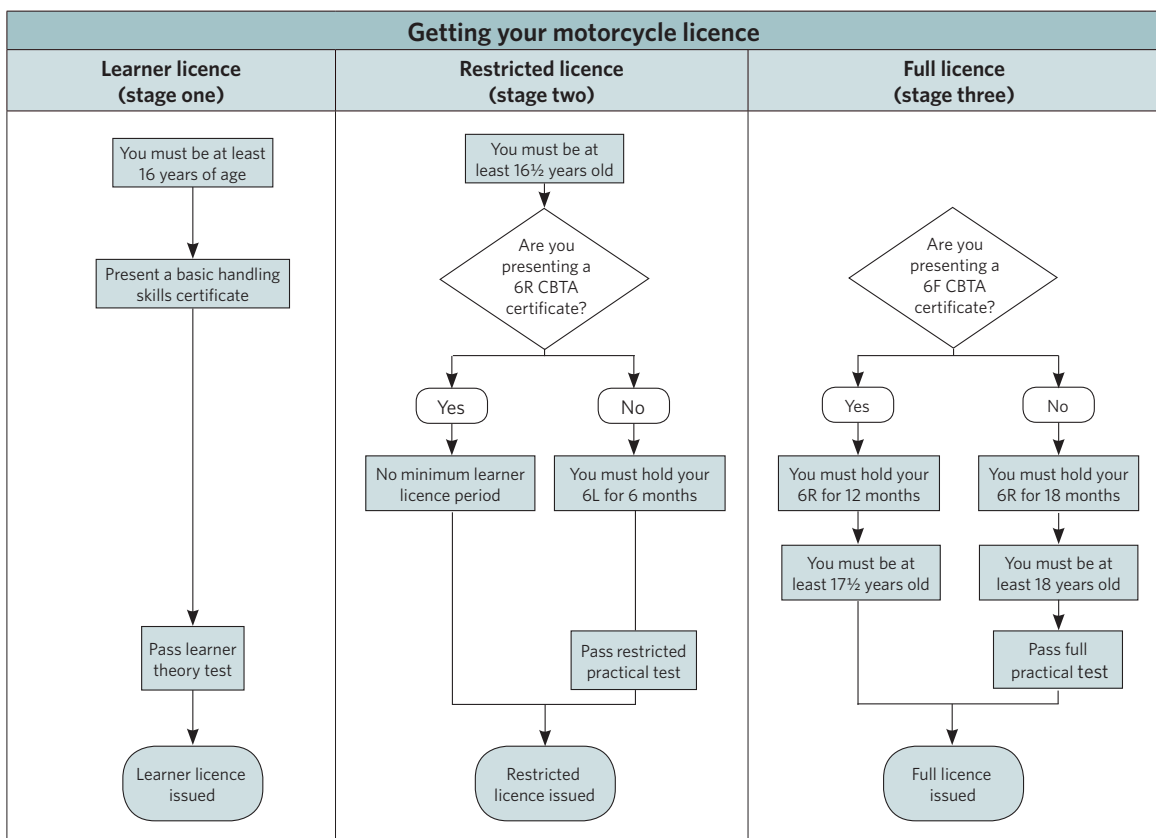 Getting your motorcycle licence
Learner licence
(stage one)
Restricted licence
(stage two)
Full licence
(stage three)
You must be at least
16 years of age
Present a basic handling
skills certificate
Pass learner
theory test
Learner licence
issued
You must be at
least 16½ years old
Are you
presenting a
6R CBTA
certificate?
Yes
No
No minimum learner
licence period
You must hold your
6L for 6 months
Pass restricted
practical test
Restricted
licence issued
Are you
presenting a
6F CBTA
certificate?
Yes
No
You must hold your
6R for 12 months
You must hold your
6R for 18 months
You must be at
least 17½ years old
You must be at
least 18 years old
Pass full
practical test
Full licence
issued